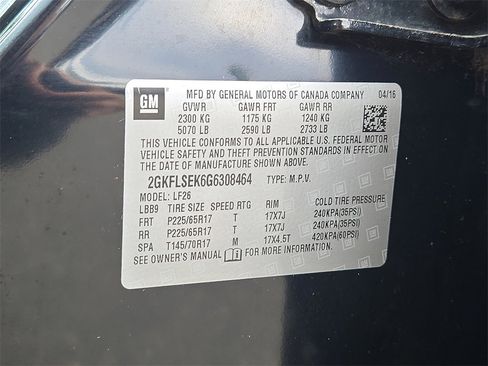 GM
MFD BY GENERAL MOTORS OF CANADA COMPANY 04/16
GVWR GAWR FRT GAWR RR
2300 KG 1175 KG 1240 KG
5070 LB 2590 LB 2733 LB
THIS VEHICLE CONFORMS TO ALL APPLICABLE U.S. FEDERAL MOTOR
VEHICLE SAFETY AND THEFT PREVENTION STANDARDS IN EFFECT ON
THE DATE OF MANUFACTURE SHOWN ABOVE.
2GKFLSEK6G6308464 TYPE: M.P.V.
MODEL: LF26
LBB9 TIRE SIZE SPEED RTG RIM COLD TIRE PRESSURE
FRT P225/65R17 T 17X7J 240KPA(35PSI)
RR P225/65R17 T 17X7J 240KPA(35PSI)
SPA T145/70R17 M 17X4.5T 420KPA(60PSI)
SEE OWNER'S MANUAL FOR MORE INFORMATION